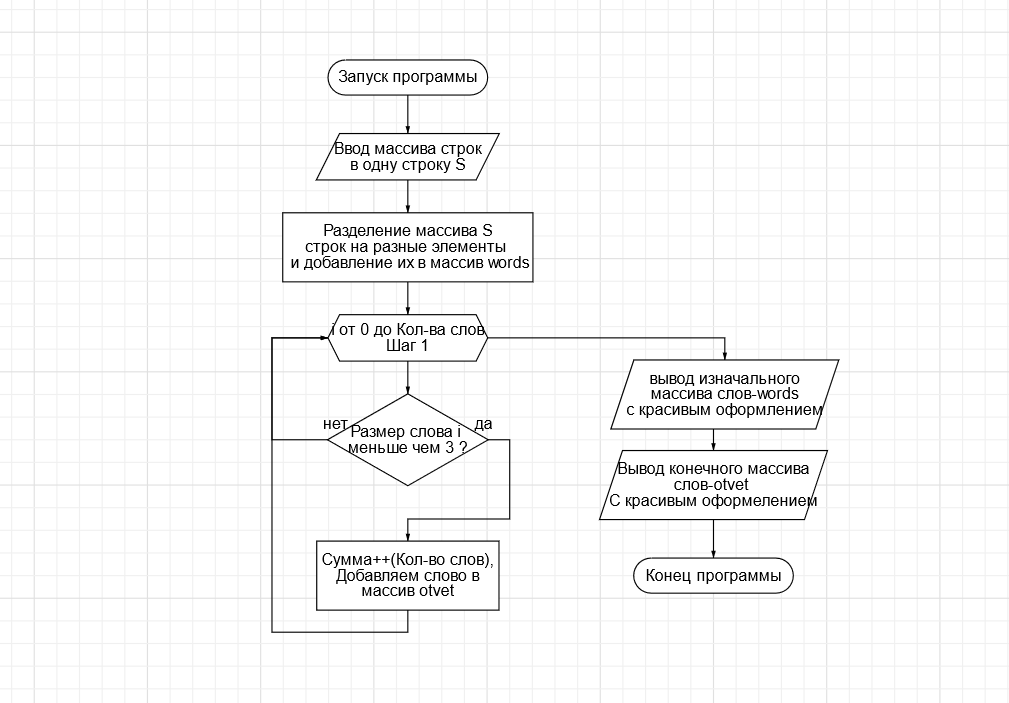 Запуск программы
Ввод массива строк
в одну строку S
Разделение массива S
строк на разные элементы
и добавление их в массив words
i от 0 до Кол-ва слов
Шаг 1
нет
да
Размер слова i
меньше чем 3 ?
Сумма++(Кол-во слов),
Добавляем слово в
массив otvet
вывод изначального
массива слов-words
с красивым оформлением
Вывод конечного массива
слов-otvet
С красивым оформелением
Конец программы